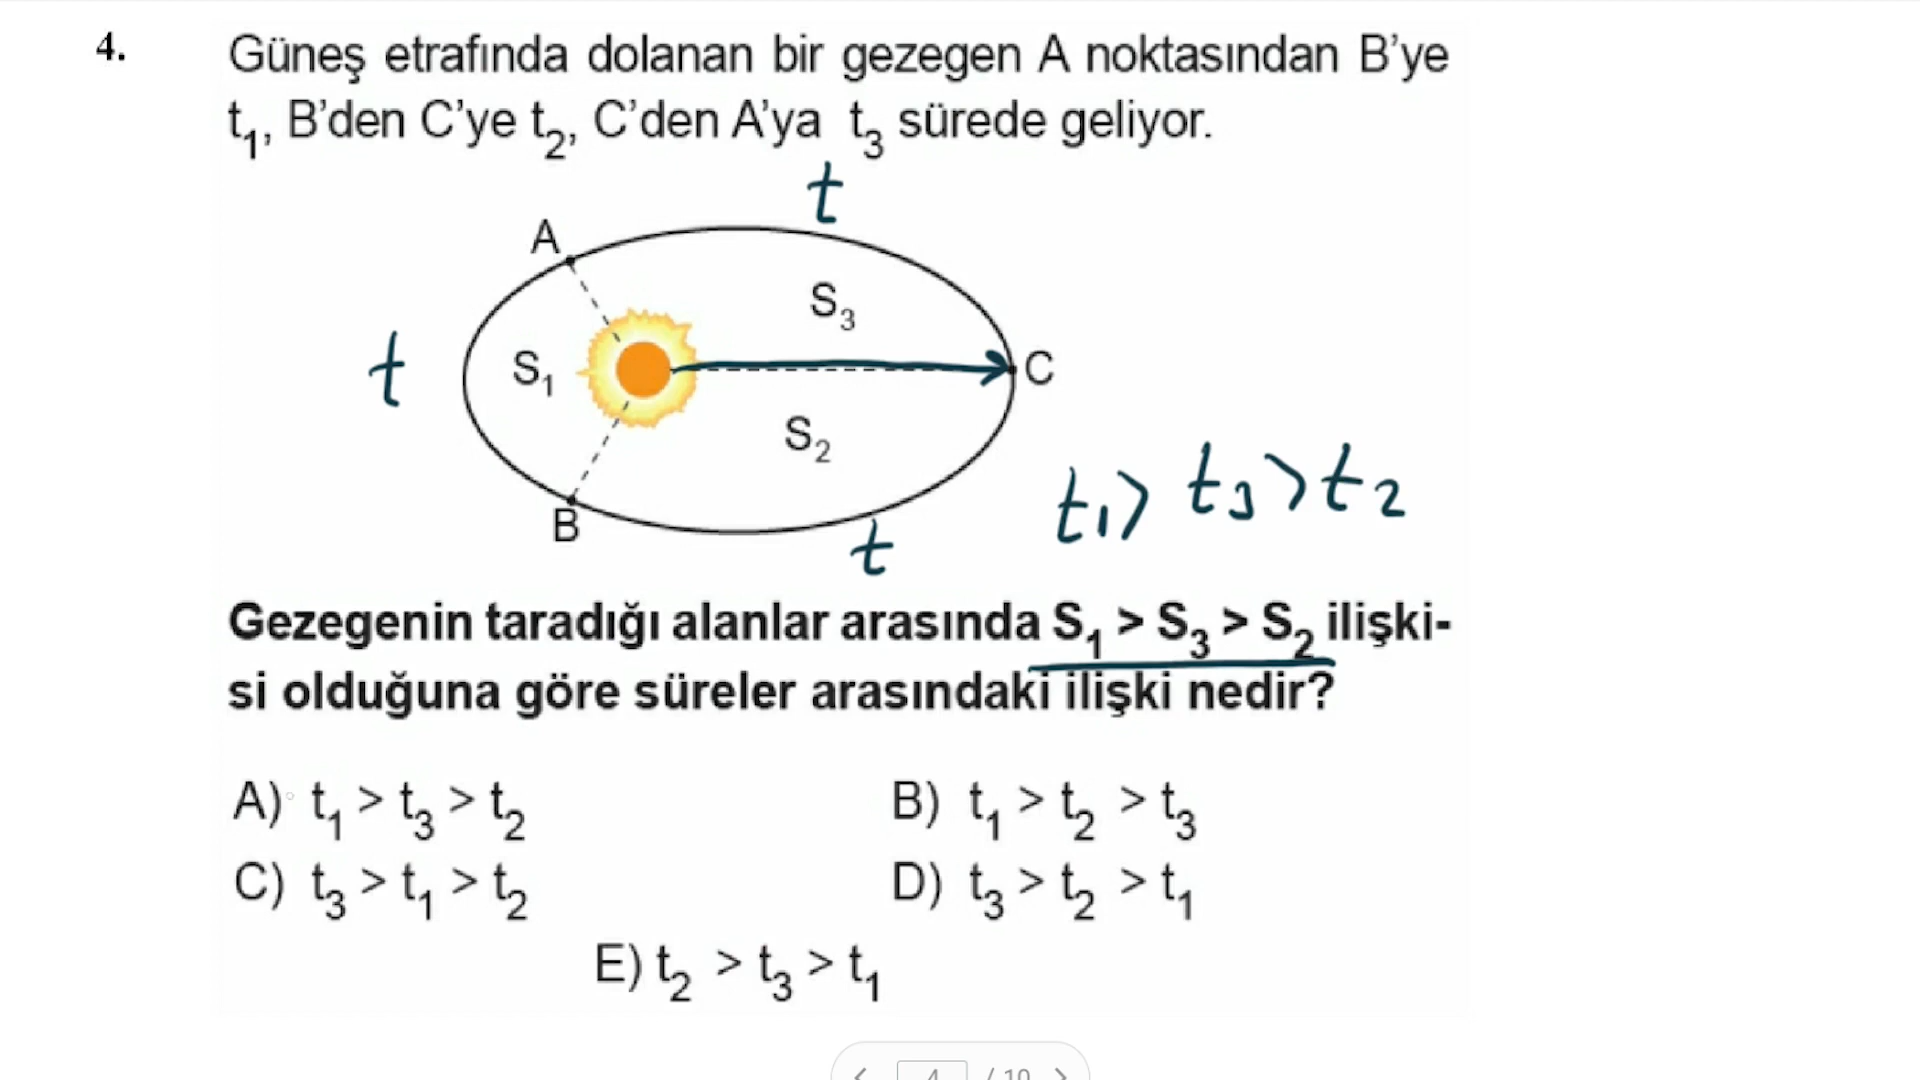 4.
Güneş etrafında dolanan bir gezegen A noktasından B'ye
t₁, B'den C'ye t₂, C'den A'ya t₃ sürede geliyor.
t
A
S₃
t
S₁
C
S₂
t₁> t₃>t₂
B
t
Gezegenin taradığı alanlar arasında S₁ > S₃ > S₂ ilişki-
si olduğuna göre süreler arasındaki ilişki nedir?
A) t₁ > t₃ > t₂
B) t₁ > t₂ > t₃
C) t₃ > t₁ > t₂
D) t₃ > t₂ > t₁
E) t₂ > t₃ > t₁
< 4 / 10 >